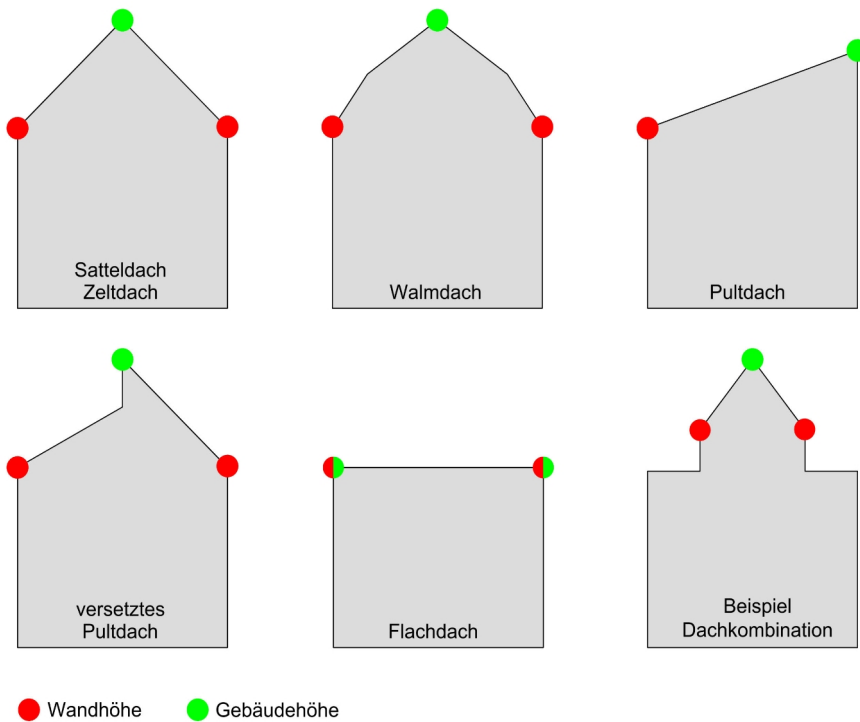 Satteldach
Zeltdach
Walmdach
Pultdach
versetztes
Pultdach
Flachdach
Beispiel
Dachkombination
Wandhöhe
Gebäudehöhe